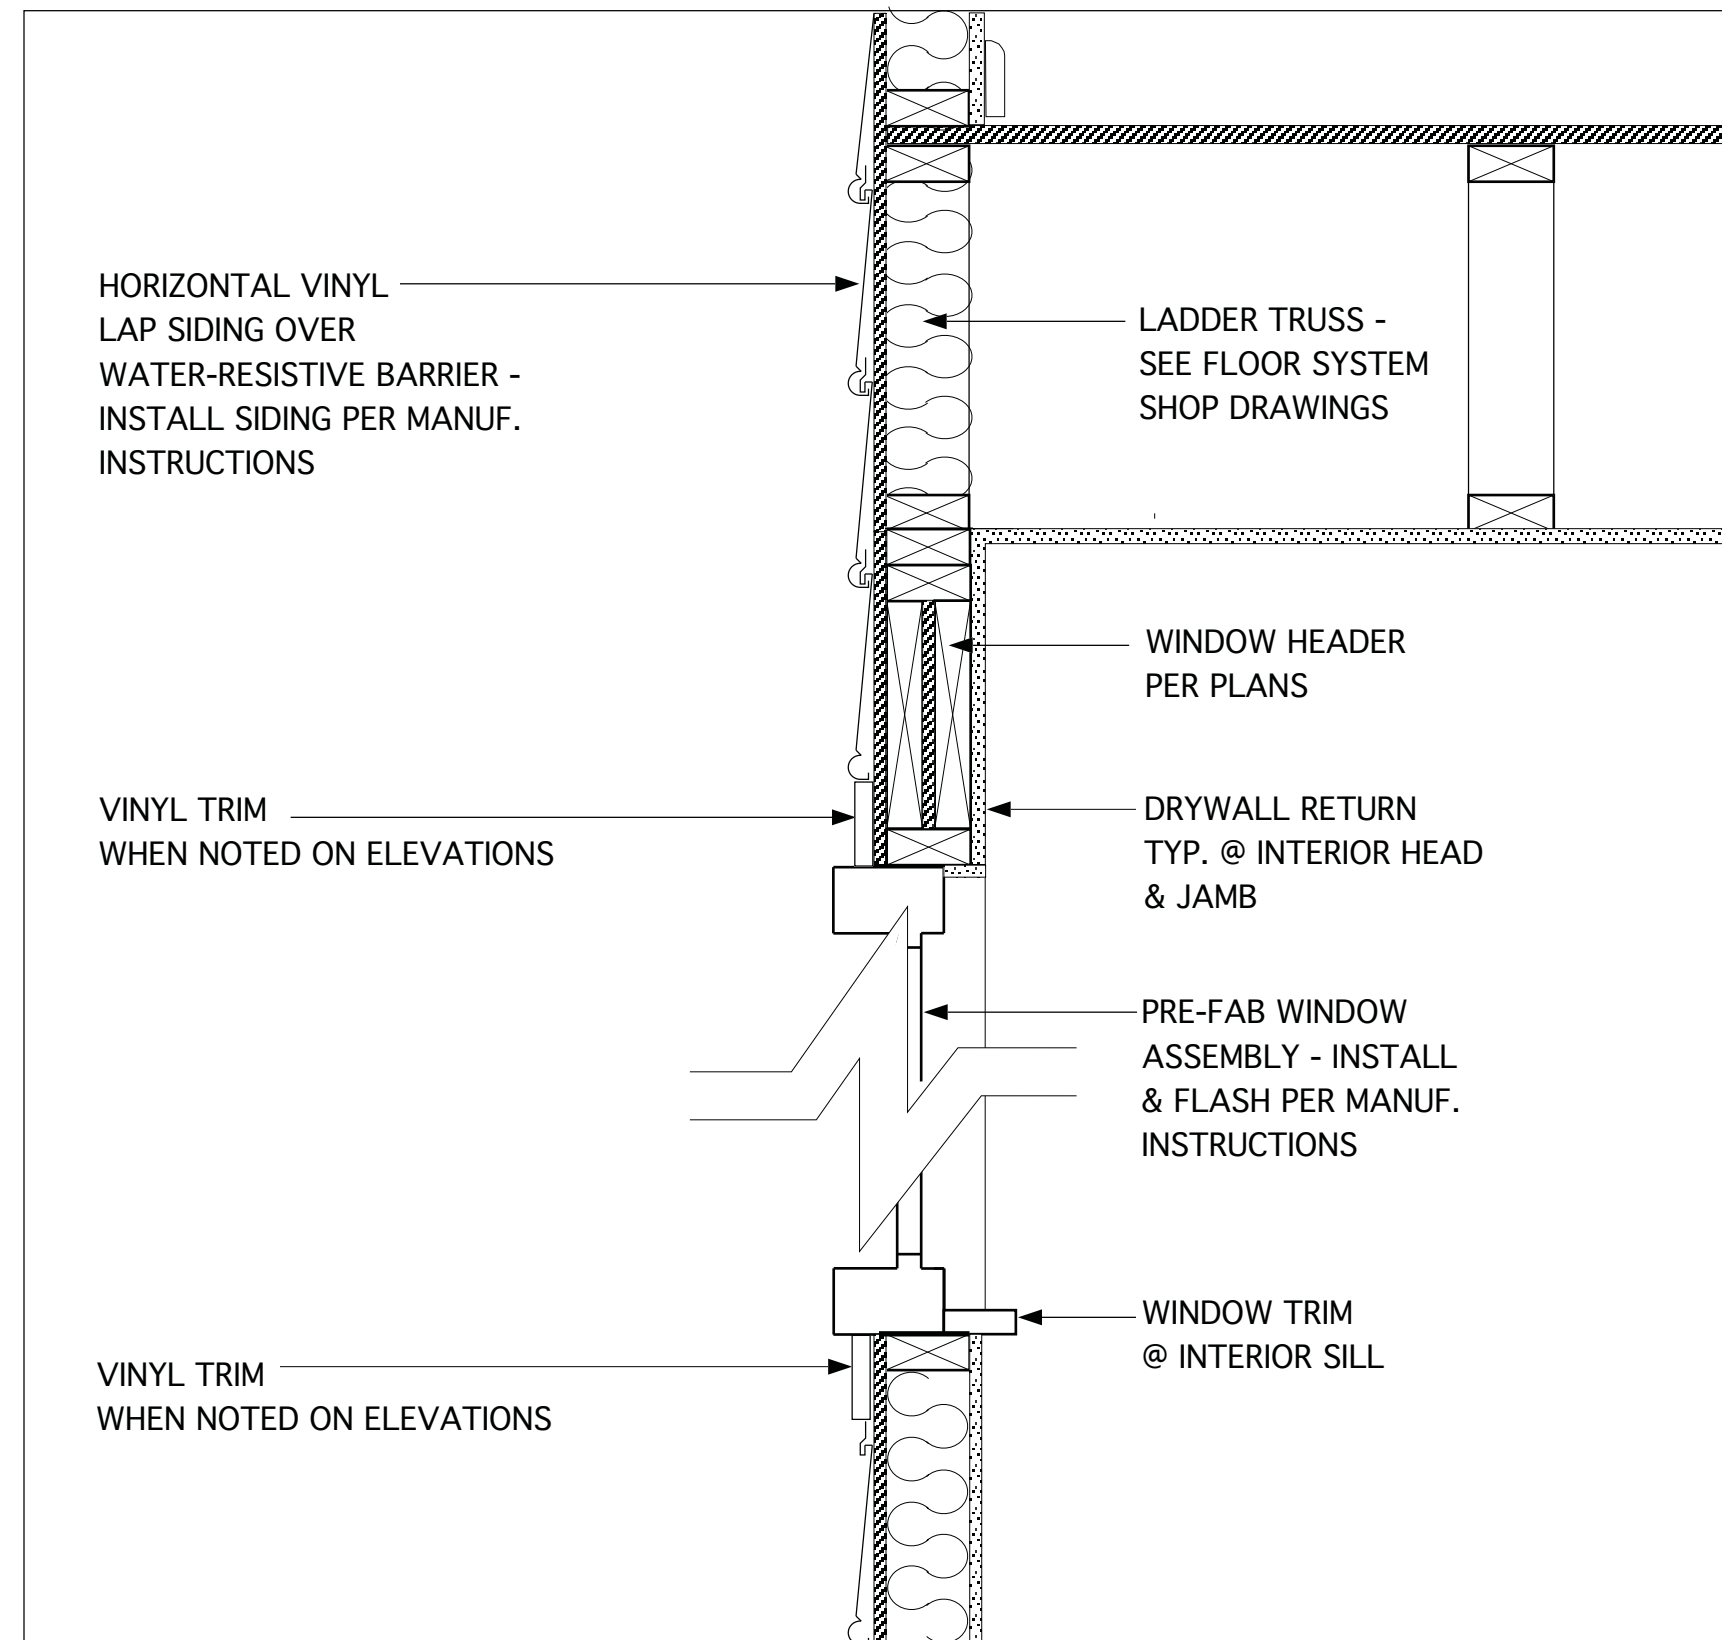 HORIZONTAL VINYL
LAP SIDING OVER
WATER-RESISTIVE BARRIER -
INSTALL SIDING PER MANUF.
INSTRUCTIONS
LADDER TRUSS -
SEE FLOOR SYSTEM
SHOP DRAWINGS
WINDOW HEADER
PER PLANS
VINYL TRIM
WHEN NOTED ON ELEVATIONS
DRYWALL RETURN
TYP. @ INTERIOR HEAD
& JAMB
PRE-FAB WINDOW
ASSEMBLY - INSTALL
& FLASH PER MANUF.
INSTRUCTIONS
WINDOW TRIM
@ INTERIOR SILL
VINYL TRIM
WHEN NOTED ON ELEVATIONS